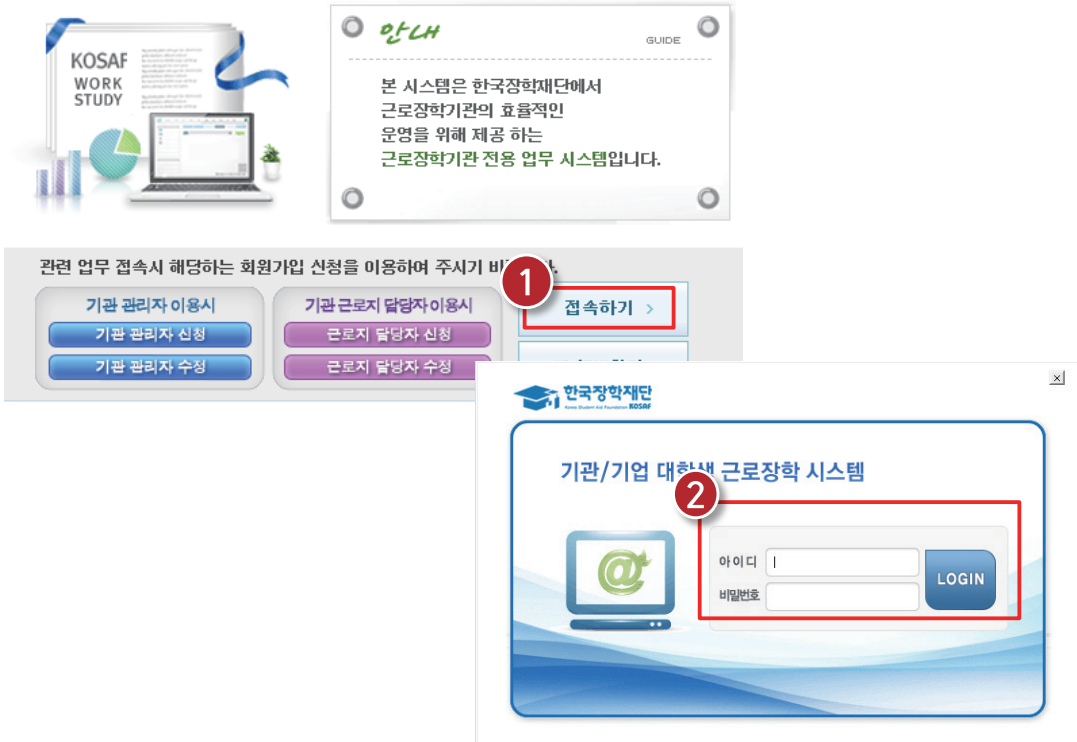 KOSAF
WORK
STUDY
안내
GUIDE
본 시스템은 한국장학재단에서
근로장학기관의 효율적인
운영을 위해 제공 하는
근로장학기관 전용 업무 시스템입니다.
관련 업무 접속시 해당하는 회원가입 신청을 이용하여 주시기
1
기관 관리자 이용시
기관 근로지 담당자 이용시
접속하기 >
기관 관리자 신청
근로지 담당자 신청
기관 관리자 수정
근로지 담당자 수정
한국장학재단
Korea Student Aid Foundation KOSAF
기관/기업 대학생 근로장학 시스템
2
아이디
비밀번호
LOGIN